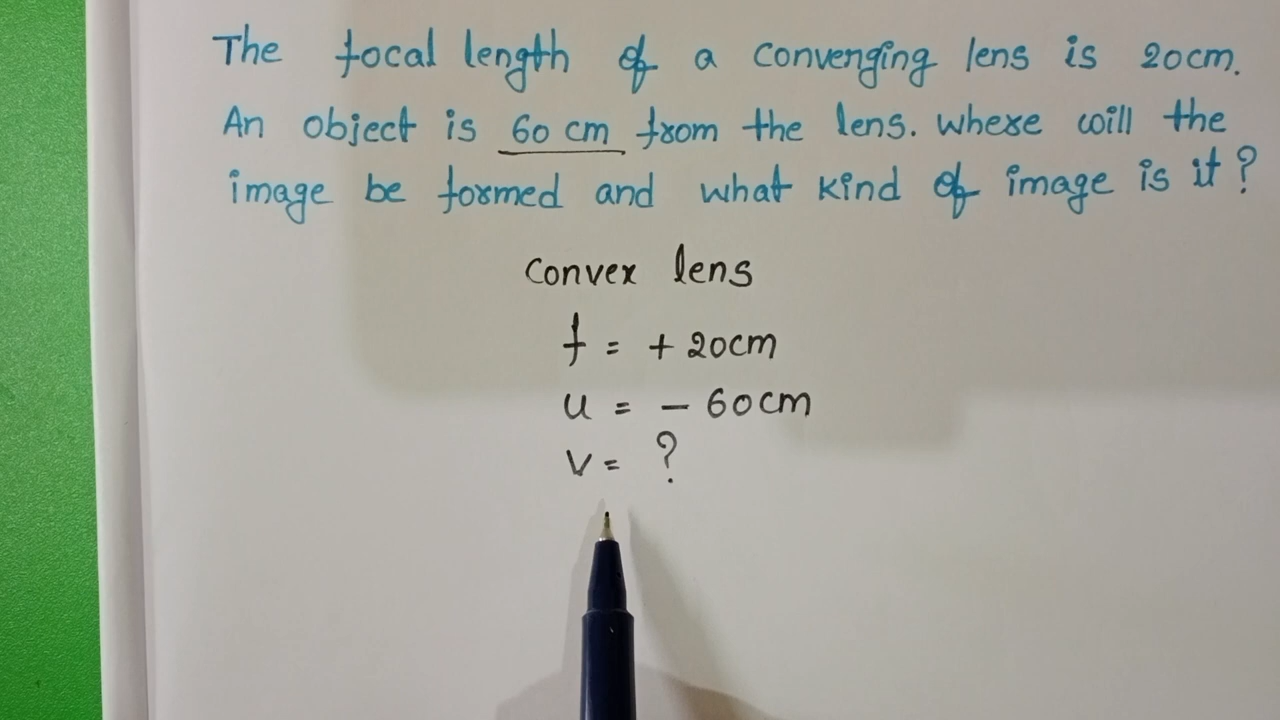 The focal length of a converging lens is 20cm.
An object is 60 cm from the lens. where will the
image be formed and what kind of image is it ?
Convex lens
f = + 20cm
u = - 60cm
v = ?